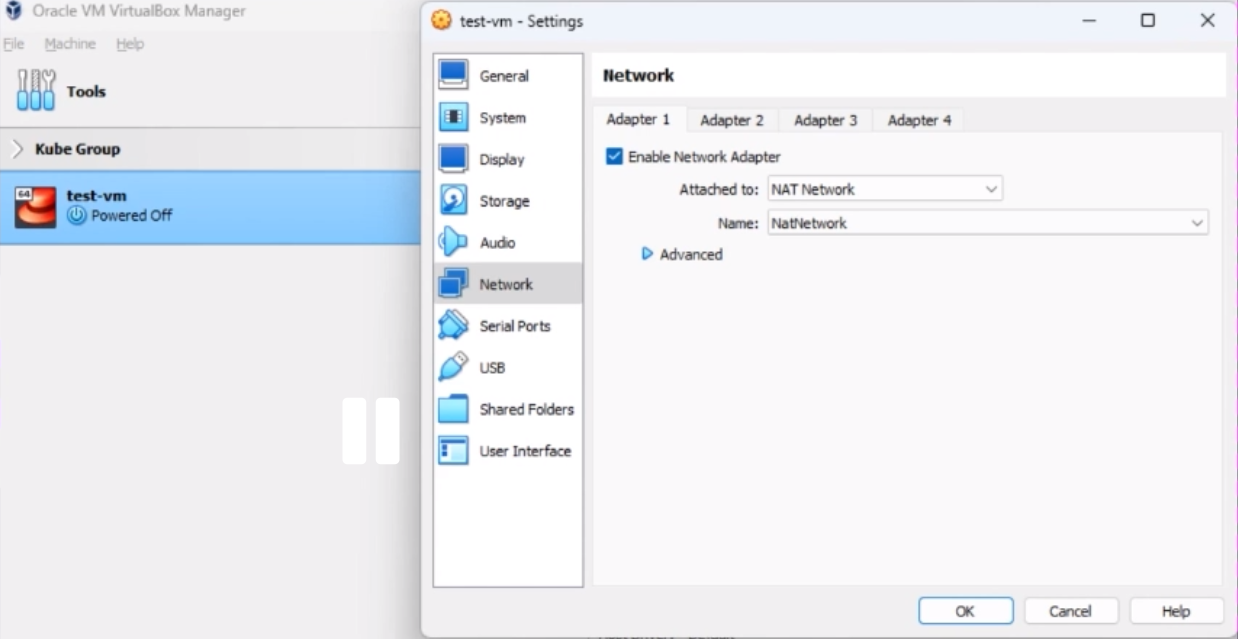 Oracle VM VirtualBox Manager
File Machine Help
Tools
Kube Group
64
test-vm
Powered Off
test-vm - Settings
General
System
Display
Storage
Audio
Network
Serial Ports
USB
Shared Folders
User Interface
Network
Adapter 1 Adapter 2 Adapter 3 Adapter 4
Enable Network Adapter
Attached to: NAT Network
Name: NatNetwork
Advanced
OK Cancel Help